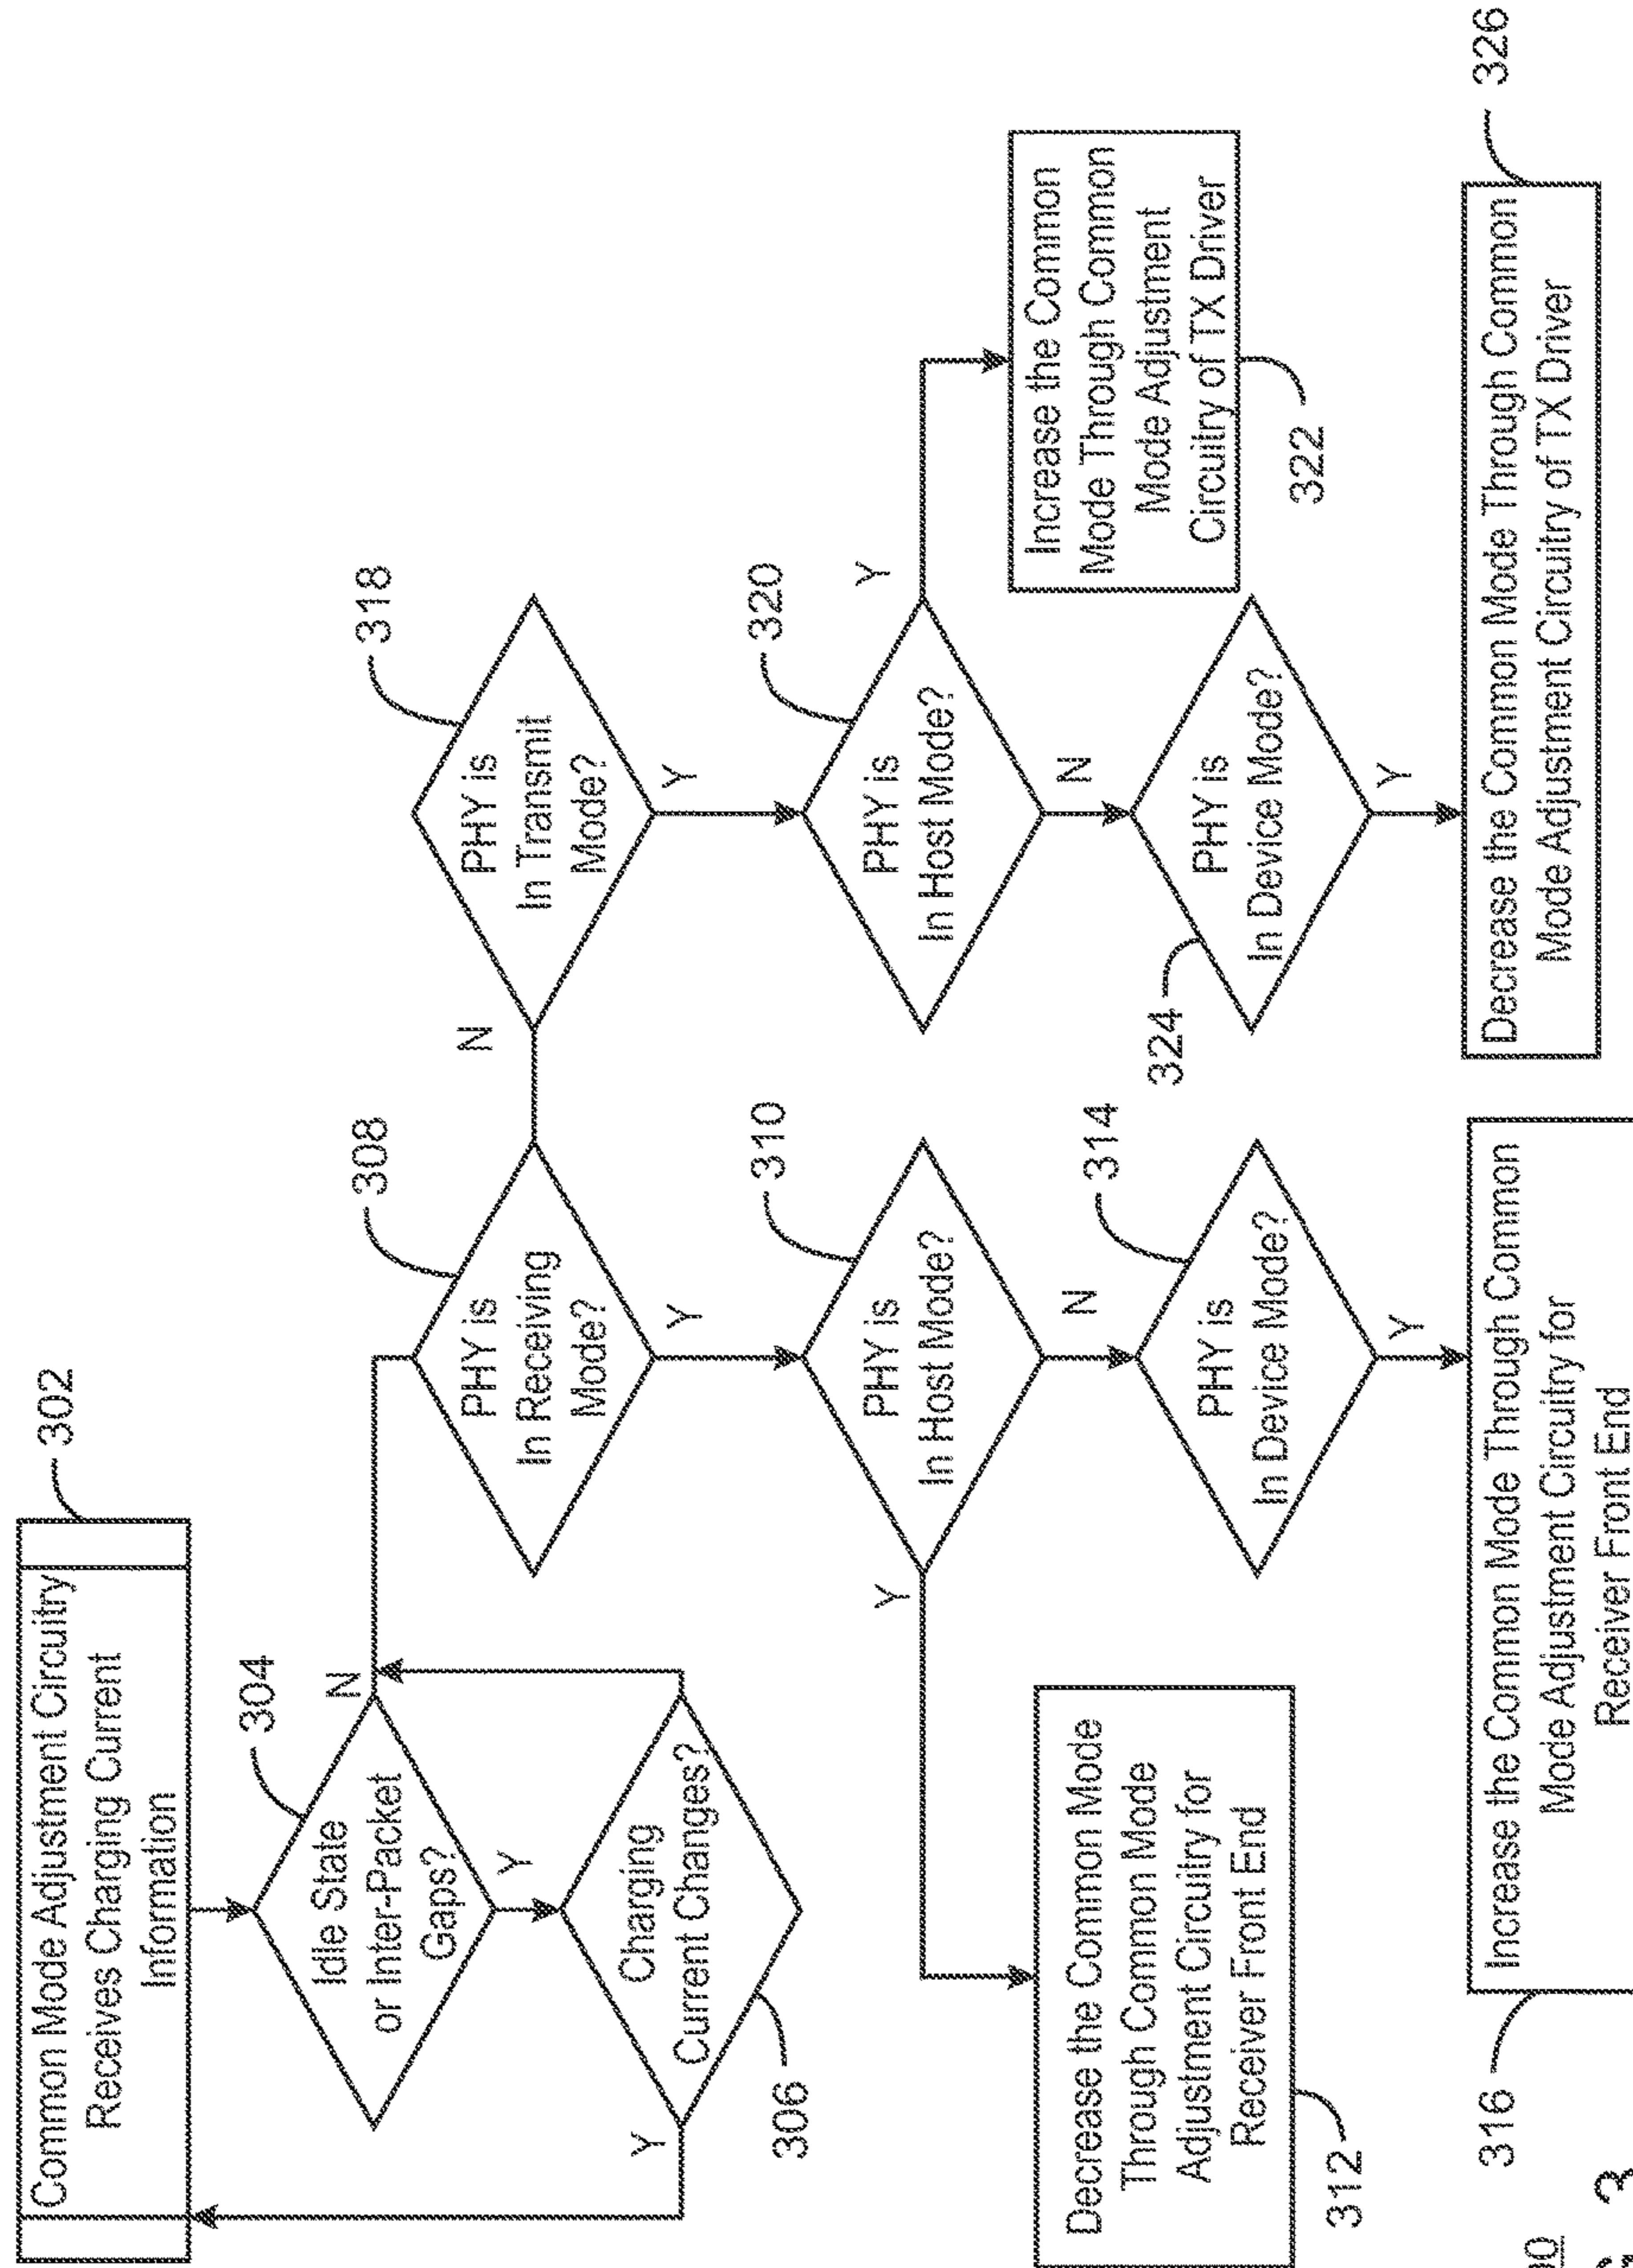 Common Mode Adjustment Circuitry
Receives Charging Current
Information
302
304
Idle State
or Inter-Packet
Gaps?
N
Y
Charging
Current Changes?
Y
306
308
PHY is
In Receiving
Mode?
N
Y
310
PHY is
In Host Mode?
Y
N
Decrease the Common Mode
Through Common Mode
Adjustment Circuitry for
Receiver Front End
312
314
PHY is
In Device Mode?
Y
Increase the Common Mode Through Common
Mode Adjustment Circuitry for
Receiver Front End
316
318
PHY is
In Transmit
Mode?
Y
320
PHY is
In Host Mode?
Y
N
Increase the Common
Mode Through Common
Mode Adjustment
Circuitry of TX Driver
322
324
PHY is
In Device Mode?
Y
Decrease the Common Mode Through Common
Mode Adjustment Circuitry of TX Driver
326
3